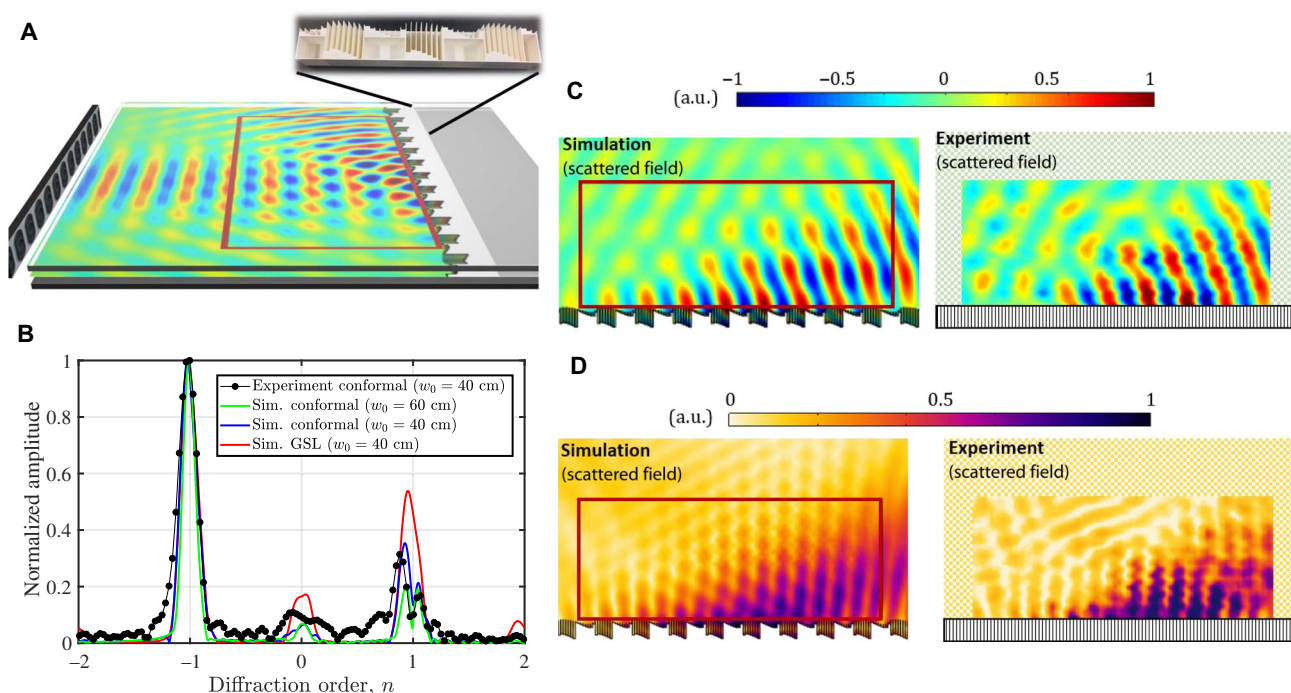 A
B
1
0.8
0.6
0.4
0.2
0
Normalized amplitude
Experiment conformal (w₀ = 40 cm)
Sim. conformal (w₀ = 60 cm)
Sim. conformal (w₀ = 40 cm)
Sim. GSL (w₀ = 40 cm)
−2 −1 0 1 2
Diffraction order, n
C
−1 −0.5 0 0.5 1
(a.u.)
Simulation
(scattered field)
Experiment
(scattered field)
D
0 0.5 1
(a.u.)
Simulation
(scattered field)
Experiment
(scattered field)